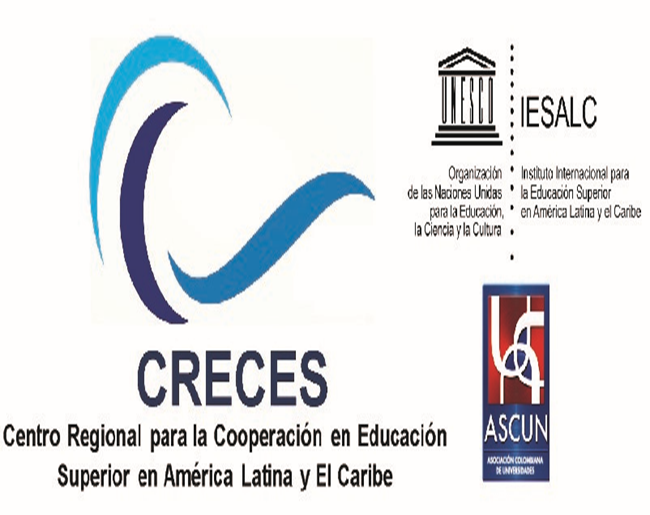 CRECES
Centro Regional para la Cooperación en Educación
Superior en América Latina y El Caribe
UNESCO
Organización
de las Naciones Unidas
para la Educación,
la Ciencia y la Cultura
IESALC
Instituto Internacional para
la Educación Superior
en América Latina y el Caribe
ASCUN
ASOCIACIÓN COLOMBIANA
DE UNIVERSIDADES